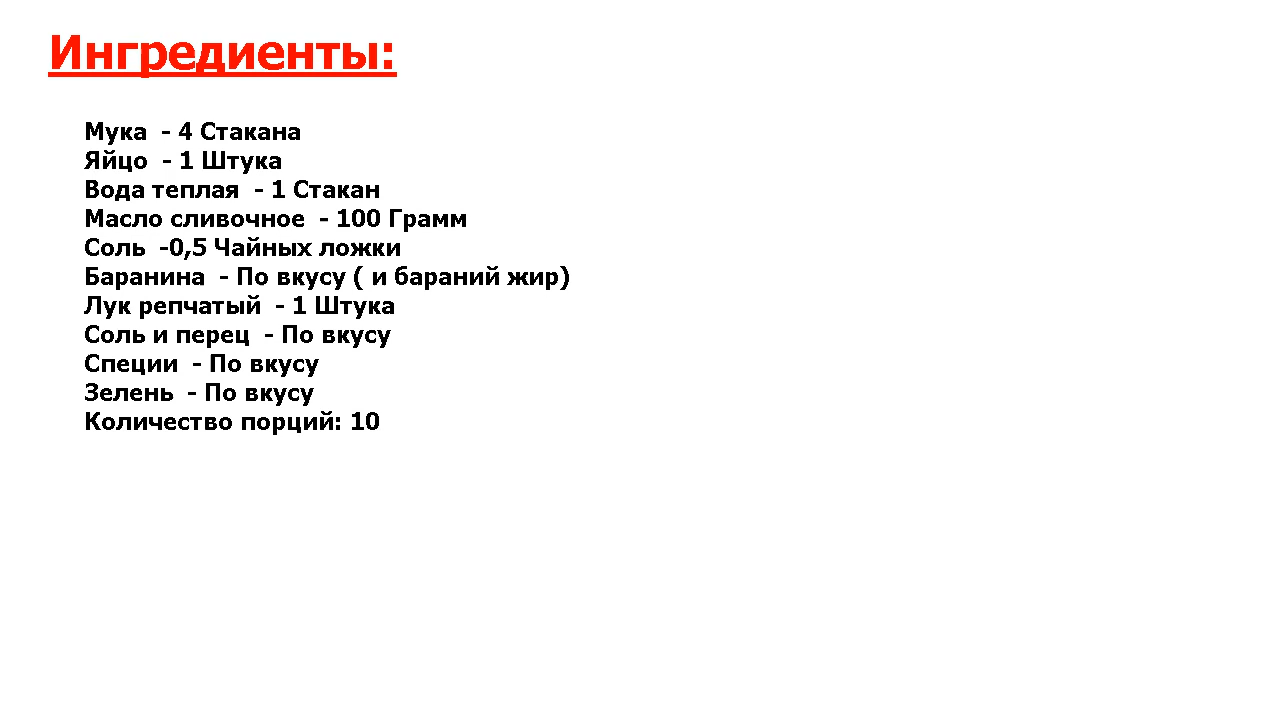 Ингредиенты:
Мука  - 4 Стакана
Яйцо  - 1 Штука
Вода теплая  - 1 Стакан
Масло сливочное  - 100 Грамм
Соль  -0,5 Чайных ложки
Баранина  - По вкусу ( и бараний жир)
Лук репчатый  - 1 Штука
Соль и перец  - По вкусу
Специи  - По вкусу
Зелень  - По вкусу
Количество порций: 10